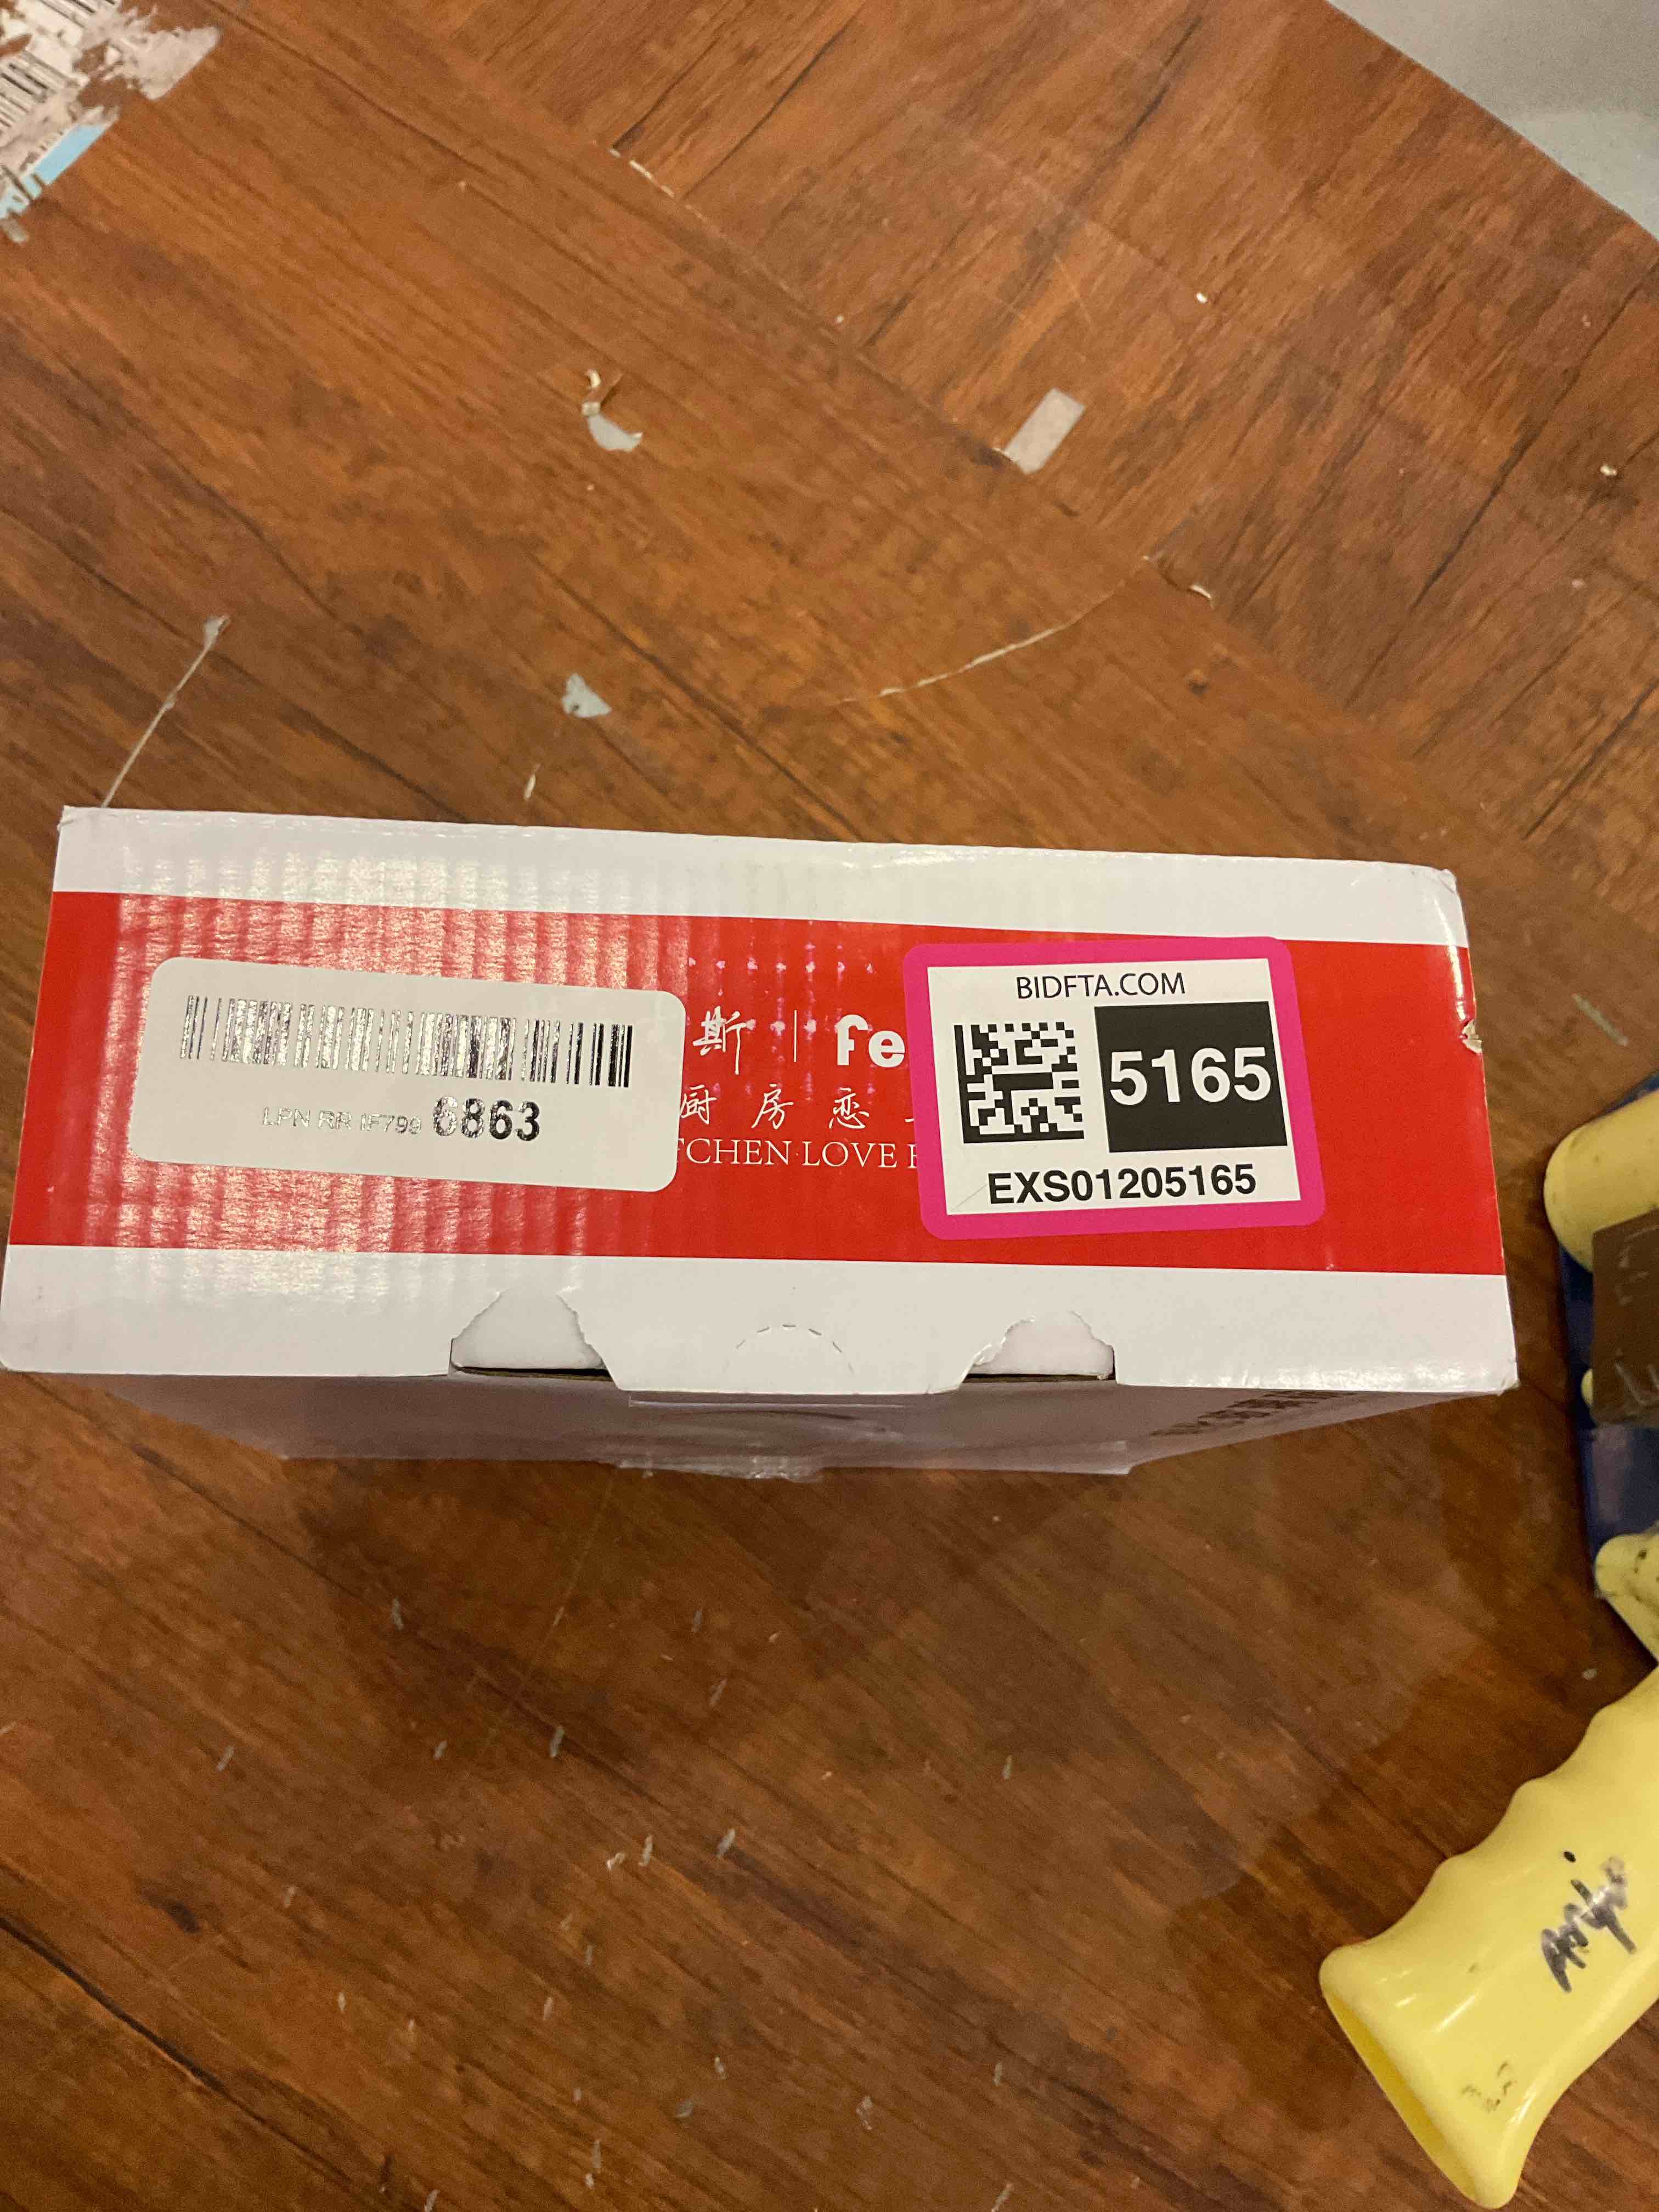 LPN RR IF799 6863
斯 | fe
厨 房 恋
TCHEN·LOVE
BIDFTA.COM
5165
EXS01205165